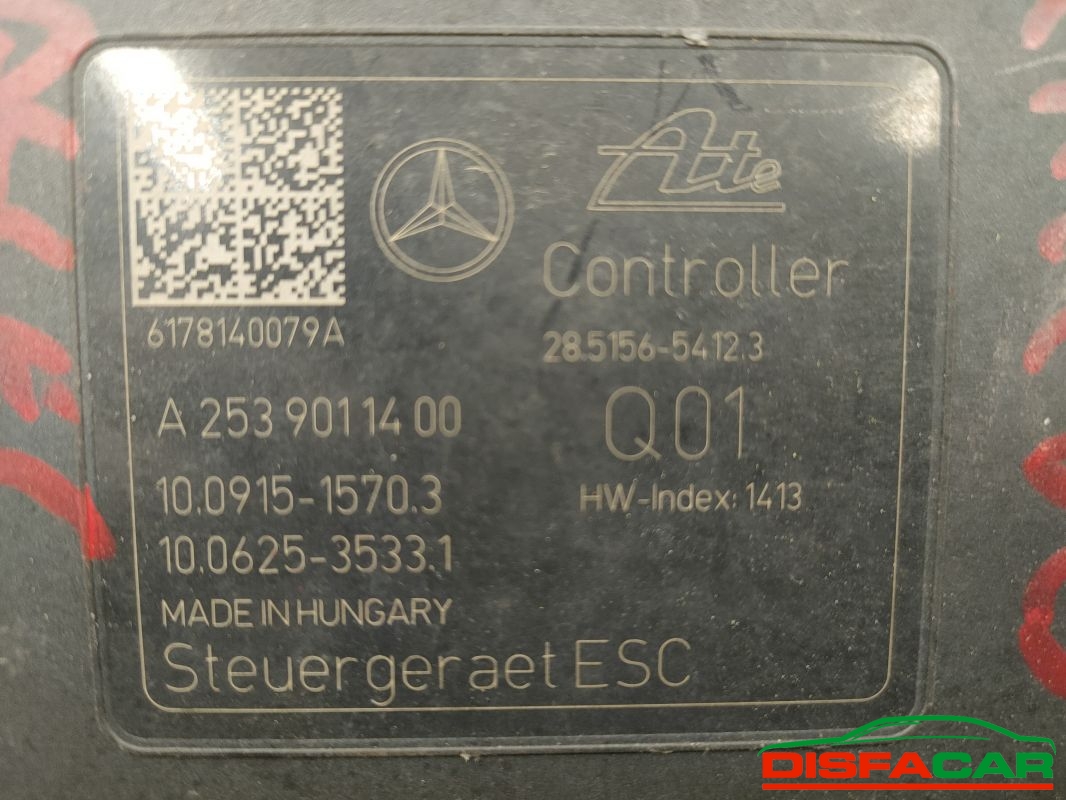 Ate
Controller
6178140079A
28.5156-5412.3
A 253 901 14 00
Q01
10.0915-1570.3
HW-Index: 1413
10.0625-3533.1
MADE IN HUNGARY
Steuergeraet ESC
DISFACAR